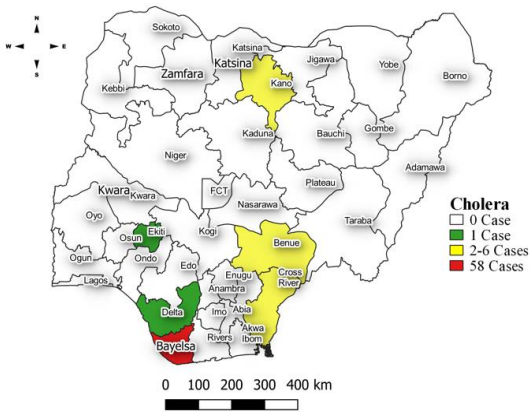 N
W E
S
Sokoto
Katsina
Katsina
Zamfara
Jigawa
Yobe
Borno
Kebbi
Kano
Kaduna
Bauchi
Gombe
Niger
Adamawa
FCT
Plateau
Kwara
Kwara
Nasarawa
Taraba
Oyo
Kogi
Ekiti
Osun
Benue
Ogun
Ondo
Edo
Lagos
Enugu
Cross
River
Anambra
Delta
Imo
Abia
Akwa
Ibom
Rivers
Bayelsa
Cholera
0 Case
1 Case
2-6 Cases
58 Cases
0 100 200 300 400 km